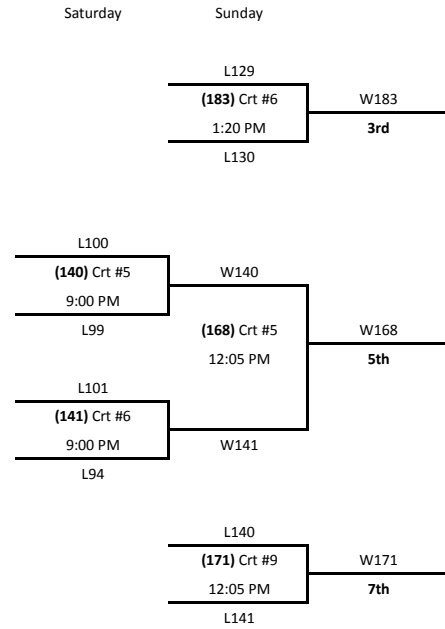 Saturday Sunday
L129
(183) Crt #6 W183
1:20 PM 3rd
L130
L100
(140) Crt #5 W140
9:00 PM
L99 (168) Crt #5 W168
12:05 PM 5th
L101
(141) Crt #6
9:00 PM W141
L94
L140
(171) Crt #9 W171
12:05 PM 7th
L141